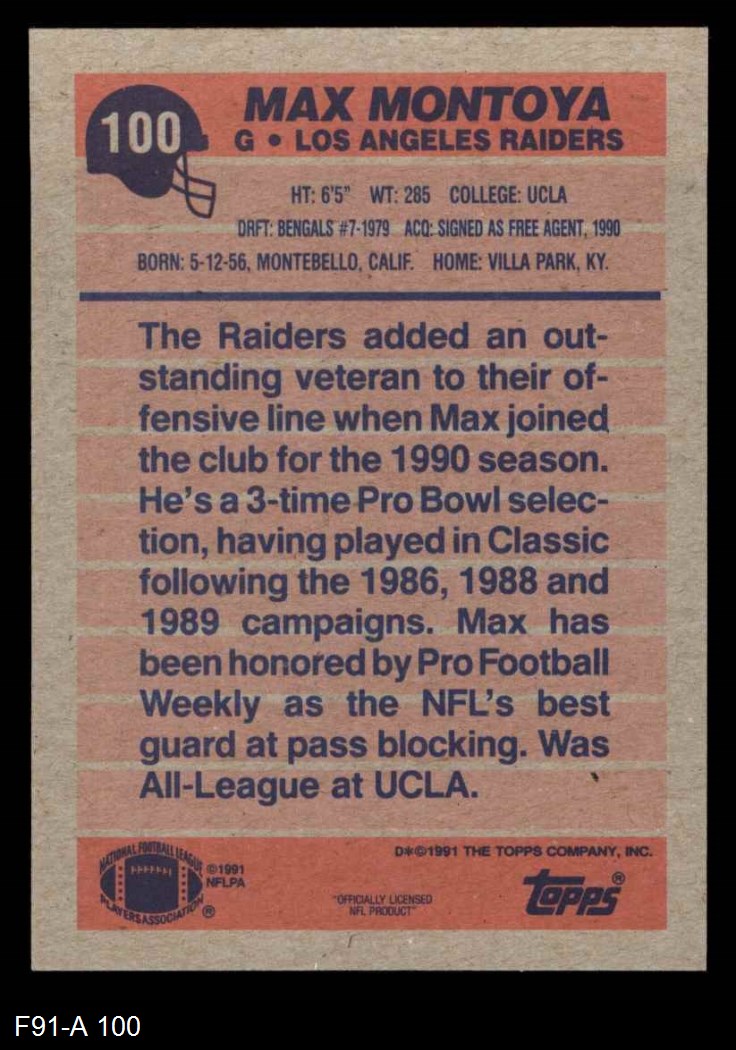 100
MAX MONTOYA
G • LOS ANGELES RAIDERS
HT: 6'5" WT: 285 COLLEGE: UCLA
DRFT: BENGALS #7-1979 ACQ: SIGNED AS FREE AGENT, 1990
BORN: 5-12-56, MONTEBELLO, CALIF. HOME: VILLA PARK, KY.
The Raiders added an out-
standing veteran to their of-
fensive line when Max joined
the club for the 1990 season.
He's a 3-time Pro Bowl selec-
tion, having played in Classic
following the 1986, 1988 and
1989 campaigns. Max has
been honored by Pro Football
Weekly as the NFL's best
guard at pass blocking. Was
All-League at UCLA.
NATIONAL FOOTBALL LEAGUE
PLAYERS ASSOCIATION ®
©1991
NFLPA
"OFFICIALLY LICENSED
NFL PRODUCT"
D*©1991 THE TOPPS COMPANY, INC.
topps®
F91-A 100